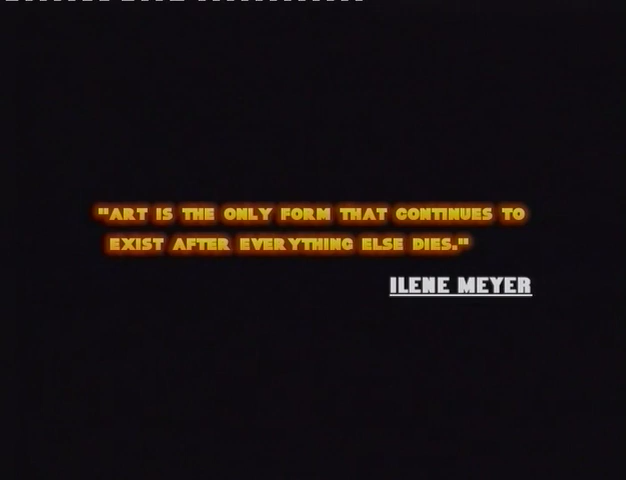 "ART IS THE ONLY FORM THAT CONTINUES TO
EXIST AFTER EVERYTHING ELSE DIES."
ILENE MEYER